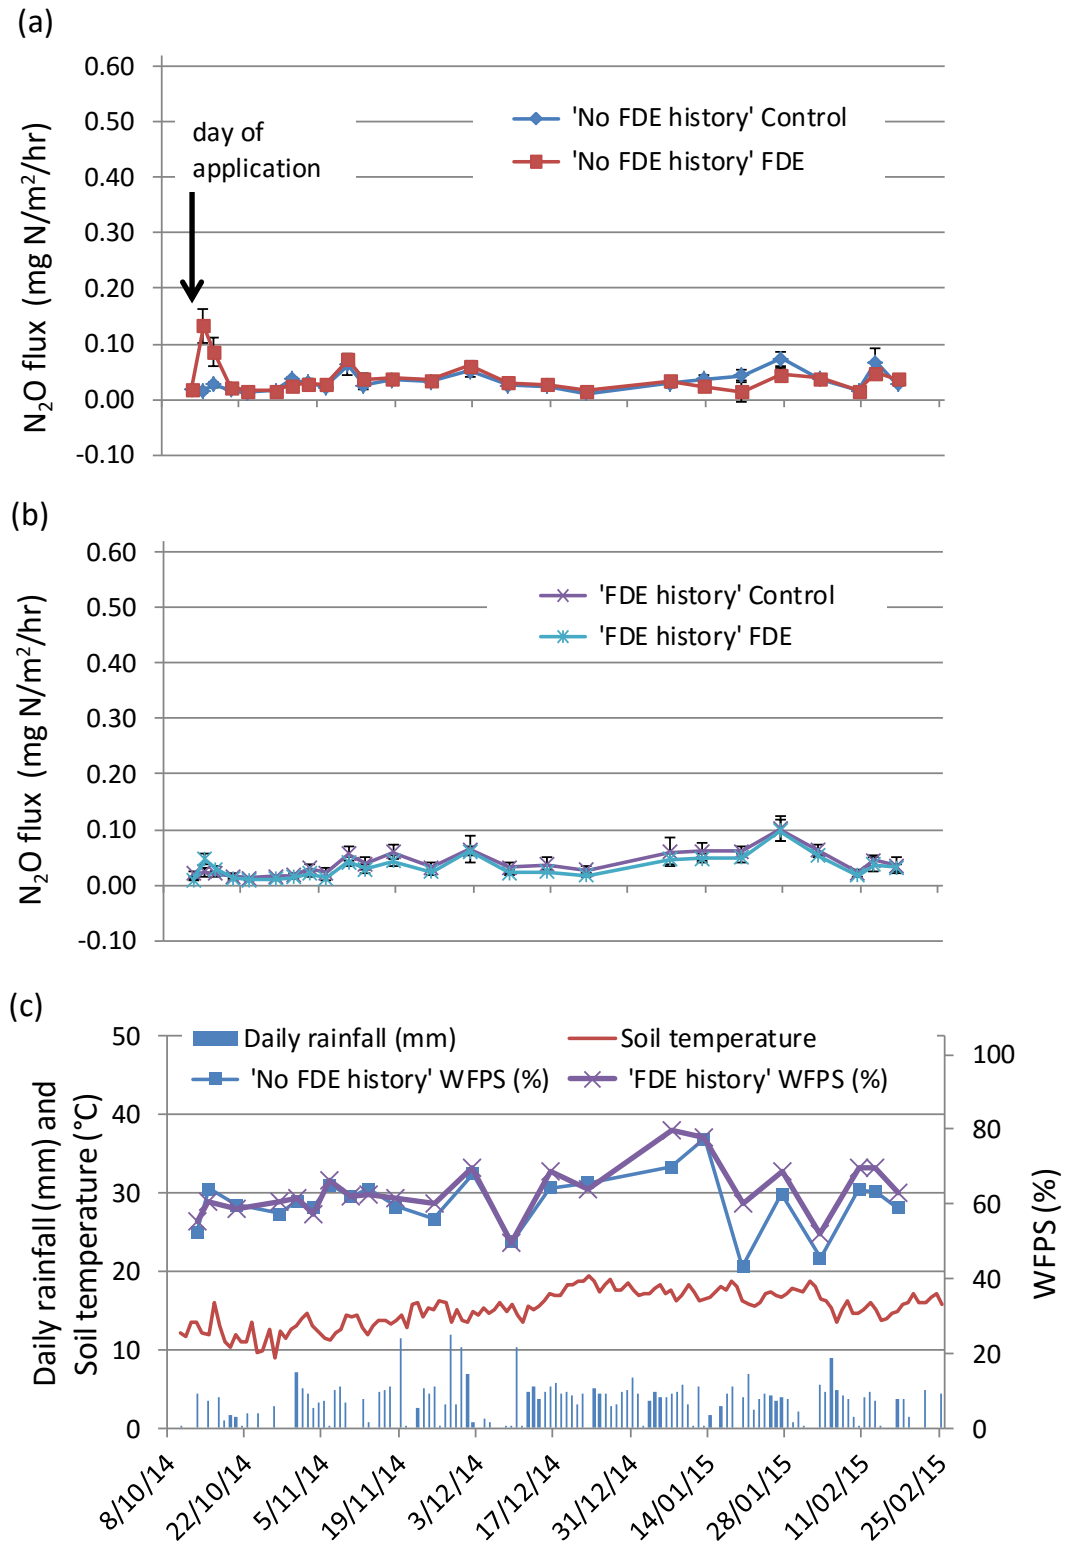 (a)
0.60
0.50
0.40
0.30
0.20
0.10
0.00
-0.10
N₂O flux (mg N/m²/hr)
day of
application
'No FDE history' Control
'No FDE history' FDE
(b)
0.60
0.50
0.40
0.30
0.20
0.10
0.00
-0.10
N₂O flux (mg N/m²/hr)
'FDE history' Control
'FDE history' FDE
(c)
50
40
30
20
10
0
Daily rainfall (mm) and
Soil temperature (°C)
Daily rainfall (mm)
Soil temperature
'No FDE history' WFPS (%)
'FDE history' WFPS (%)
100
80
60
40
20
0
WFPS (%)
8/10/14
22/10/14
5/11/14
19/11/14
3/12/14
17/12/14
31/12/14
14/01/15
28/01/15
11/02/15
25/02/15